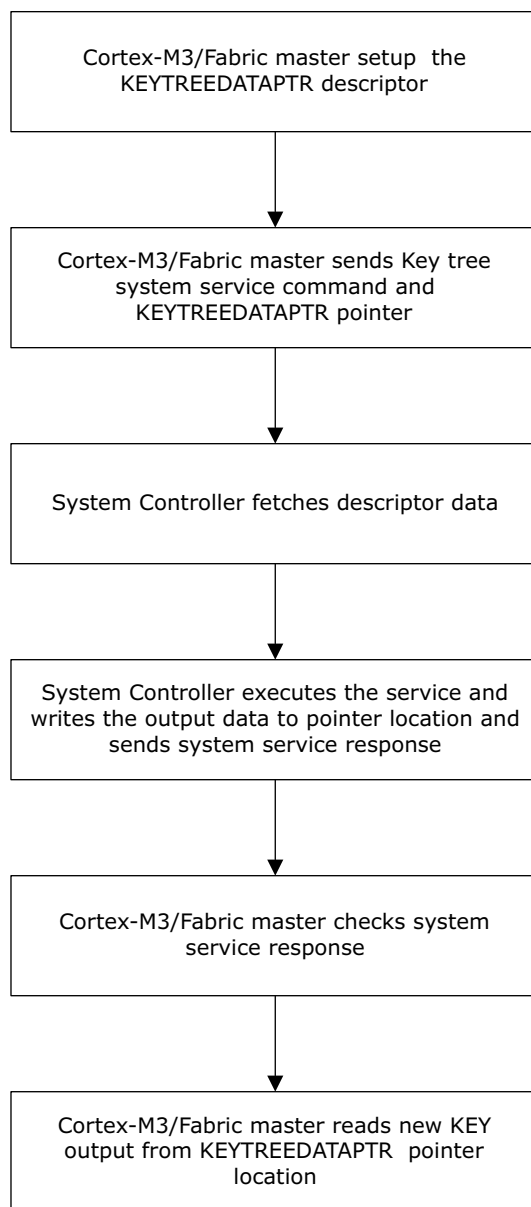 Cortex-M3/Fabric master setup the
KEYTREEDATAPTR descriptor
Cortex-M3/Fabric master sends Key tree
system service command and
KEYTREEDATAPTR pointer
System Controller fetches descriptor data
System Controller executes the service and
writes the output data to pointer location and
sends system service response
Cortex-M3/Fabric master checks system
service response
Cortex-M3/Fabric master reads new KEY
output from KEYTREEDATAPTR pointer
location